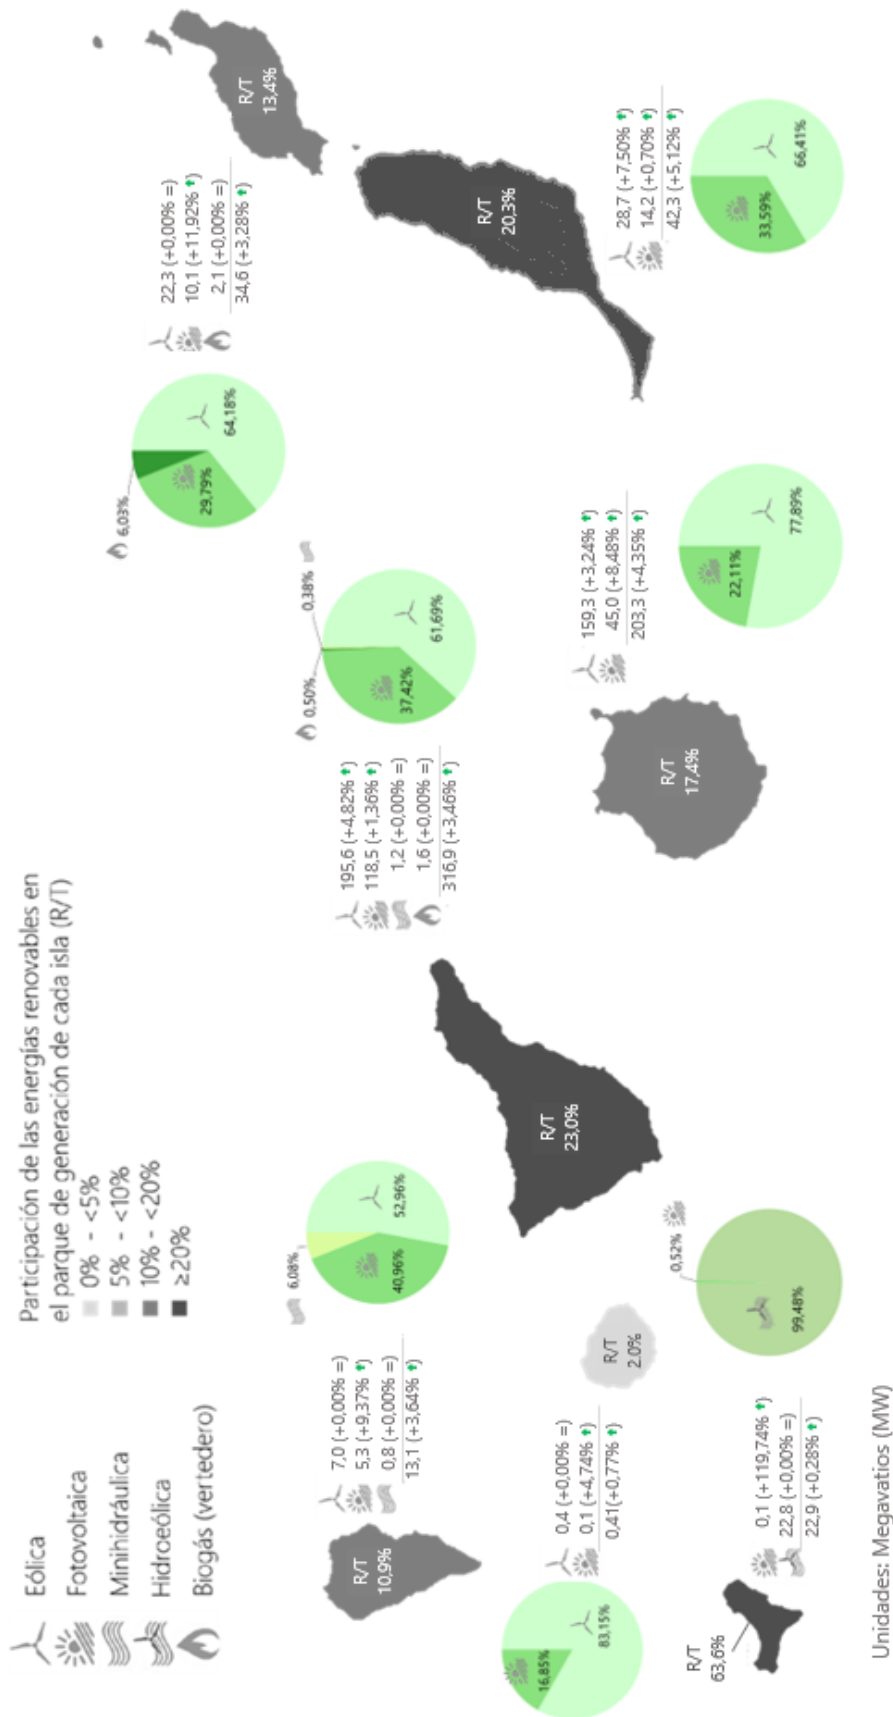 Eólica
Fotovoltaica
Minihidráulica
Hidroeólica
Biogás (vertedero)
Participación de las energías renovables en
el parque de generación de cada isla (R/T)
0% - <5%
5% - <10%
10% - <20%
≥20%
R/T
10,9%
7,0 (+0,00% =)
5,3 (+9,37% ↑)
0,8 (+0,00% =)
13,1 (+3,64% ↑)
6,08%
40,96%
52,96%
16,85%
83,15%
0,4 (+0,00% =)
0,1 (+4,74% ↑)
0,41(+0,77% ↑)
R/T
2.0%
R/T
63,6%
0,1 (+119,74% ↑)
22,8 (+0,00% =)
22,9 (+0,28% ↑)
0,52%
99,48%
R/T
23,0%
195,6 (+4,82% ↑)
118,5 (+1,36% ↑)
1,2 (+0,00% =)
1,6 (+0,00% =)
316,9 (+3,46% ↑)
0,50%
0,38%
37,42%
61,69%
R/T
17,4%
159,3 (+3,24% ↑)
45,0 (+8,48% ↑)
203,3 (+4,35% ↑)
22,11%
77,89%
6,03%
29,79%
64,18%
22,3 (+0,00% =)
10,1 (+11,92% ↑)
2,1 (+0,00% =)
34,6 (+3,28% ↑)
R/T
13,4%
R/T
20,3%
28,7 (+7,50% ↑)
14,2 (+0,70% ↑)
42,3 (+5,12% ↑)
33,59%
66,41%
Unidades: Megavatios (MW)